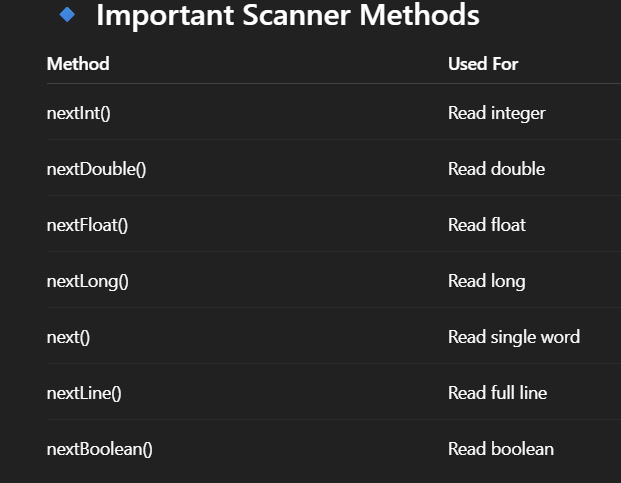 Important Scanner Methods
Method Used For
nextInt() Read integer
nextDouble() Read double
nextFloat() Read float
nextLong() Read long
next() Read single word
nextLine() Read full line
nextBoolean() Read boolean